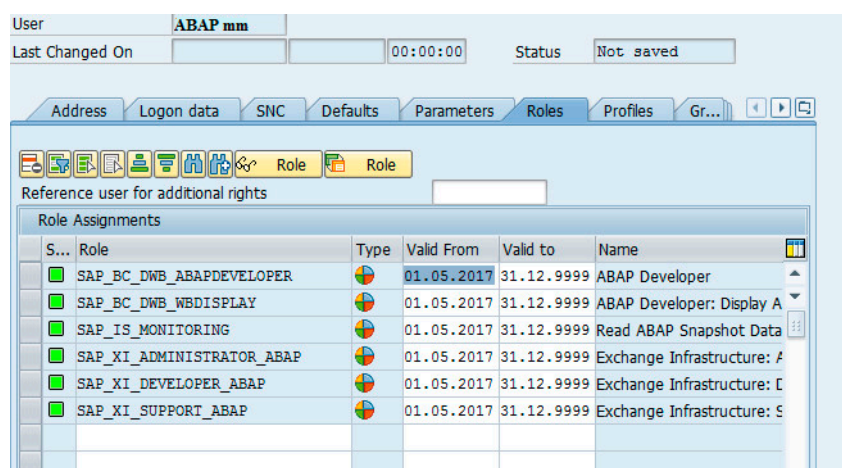 User ABAP mm
Last Changed On 00:00:00 Status Not saved
Address Logon data SNC Defaults Parameters Roles Profiles Gr...
Role Role
Reference user for additional rights
Role Assignments
S... Role Type Valid From Valid to Name
SAP_BC_DWB_ABAPDEVELOPER 01.05.2017 31.12.9999 ABAP Developer
SAP_BC_DWB_WBDISPLAY 01.05.2017 31.12.9999 ABAP Developer: Display A
SAP_IS_MONITORING 01.05.2017 31.12.9999 Read ABAP Snapshot Data
SAP_XI_ADMINISTRATOR_ABAP 01.05.2017 31.12.9999 Exchange Infrastructure: A
SAP_XI_DEVELOPER_ABAP 01.05.2017 31.12.9999 Exchange Infrastructure: D
SAP_XI_SUPPORT_ABAP 01.05.2017 31.12.9999 Exchange Infrastructure: S